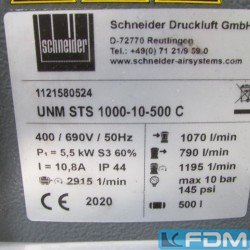 Schneider Druckluft GmbH
D-72770 Reutlingen
Tel.: +49(0) 71 21/9 59 0
www.schneider-airsystems.com
schneider
1121580524
UNM STS 1000-10-500 C
400 / 690V / 50Hz
1070 l/min
P₁ = 5,5 kW S3 60%
790 l/min
I = 10,8A IP 44
1195 l/min
2915 1/min
max 10 bar
145 psi
CE 2020
500 l
KFDM